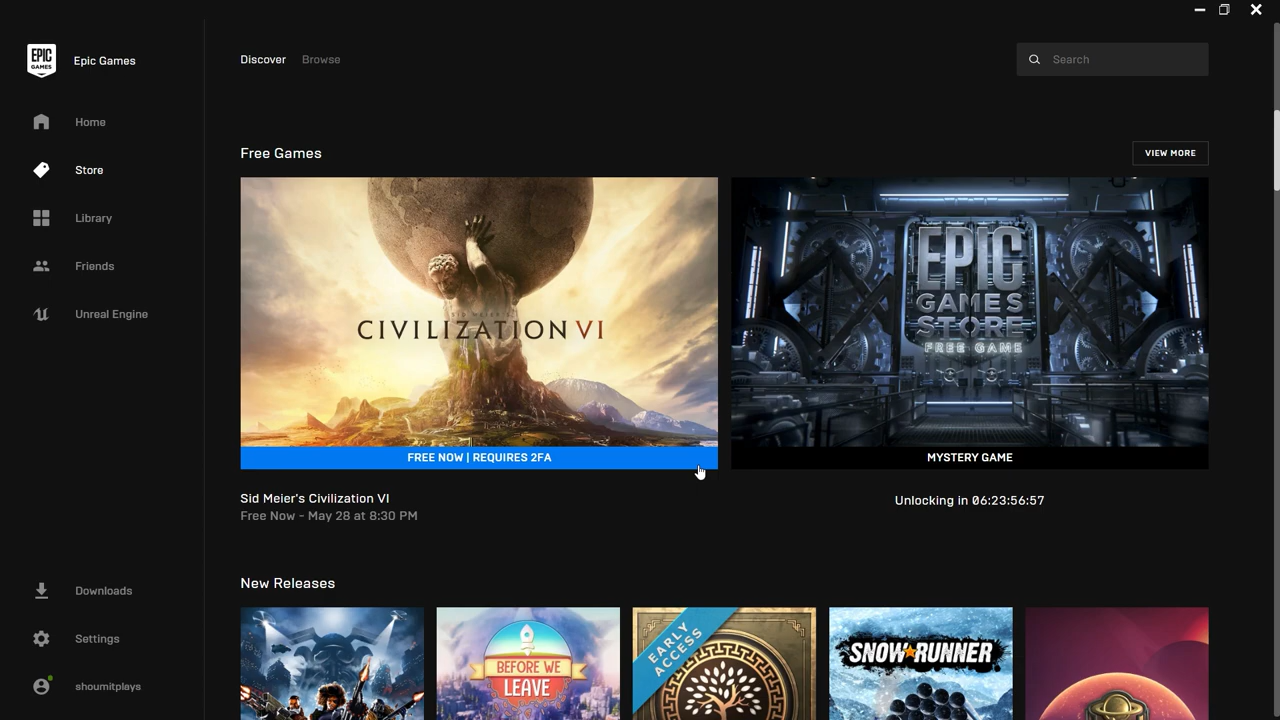 EPIC
GAMES
Epic Games
Home
Store
Library
Friends
Unreal Engine
Downloads
Settings
shoumitplays
Discover
Browse
Search
Free Games
VIEW MORE
SID MEIER'S
CIVILIZATION VI
FREE NOW | REQUIRES 2FA
Sid Meier's Civilization VI
Free Now - May 28 at 8:30 PM
EPIC
GAMES
STORE
FREE GAME
MYSTERY GAME
Unlocking in 06:23:56:57
New Releases
BEFORE WE
LEAVE
EARLY
ACCESS
SNOWRUNNER